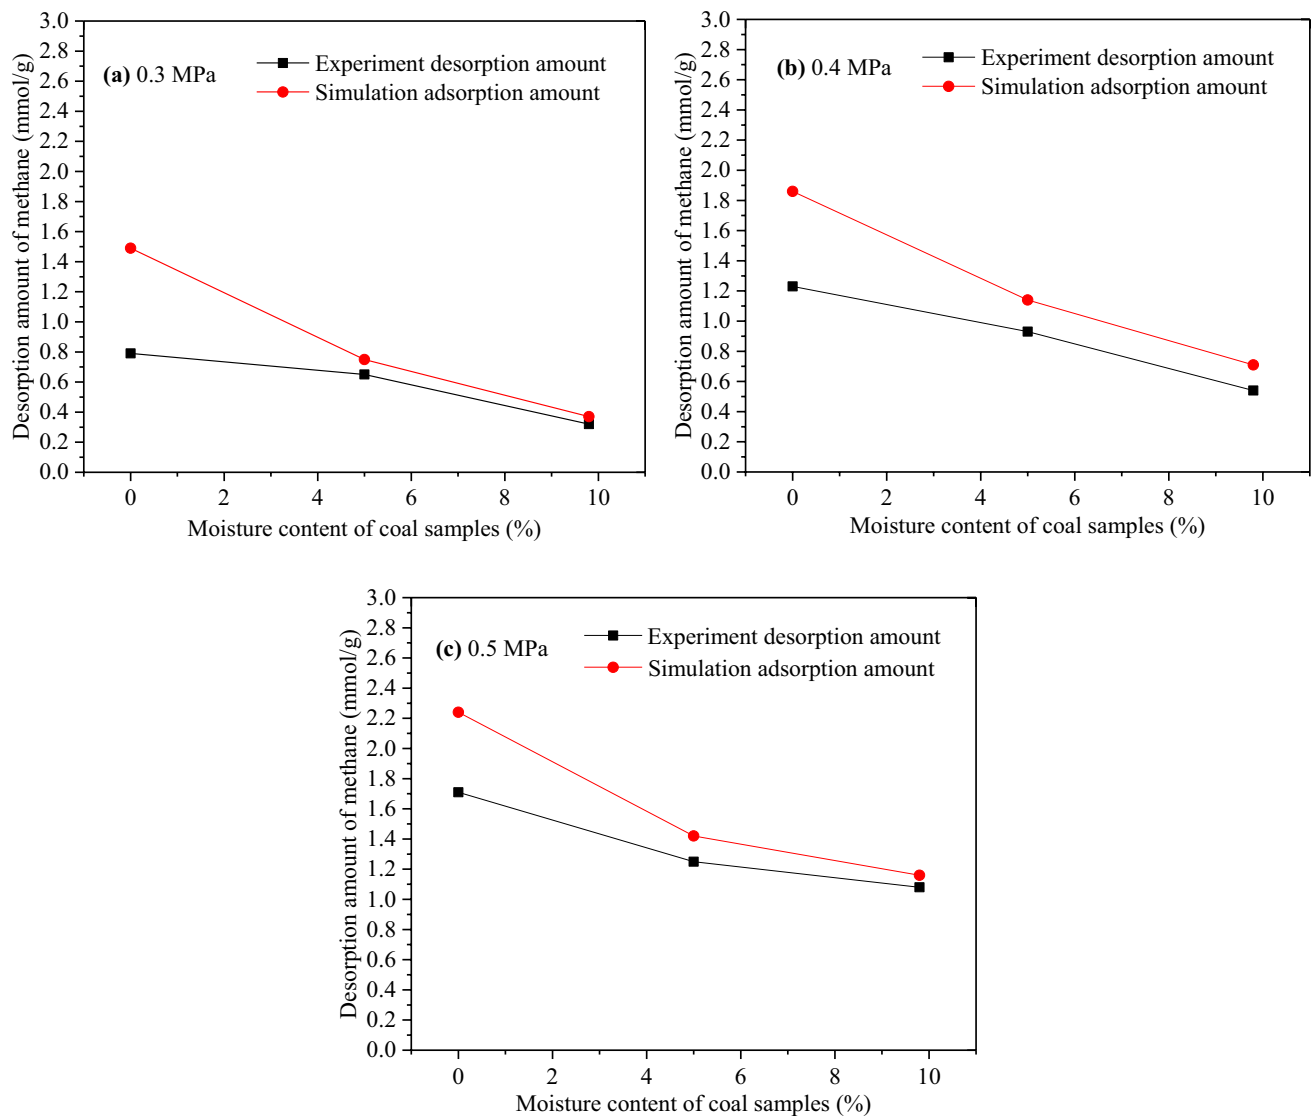 (a) 0.3 MPa
Experiment desorption amount
Simulation adsorption amount
Desorption amount of methane (mmol/g)
3.0
2.8
2.6
2.4
2.2
2.0
1.8
1.6
1.4
1.2
1.0
0.8
0.6
0.4
0.2
0.0
0 2 4 6 8 10
Moisture content of coal samples (%)
(b) 0.4 MPa
Experiment desorption amount
Simulation adsorption amount
Desorption amount of methane (mmol/g)
3.0
2.8
2.6
2.4
2.2
2.0
1.8
1.6
1.4
1.2
1.0
0.8
0.6
0.4
0.2
0.0
0 2 4 6 8 10
Moisture content of coal samples (%)
(c) 0.5 MPa
Experiment desorption amount
Simulation adsorption amount
Desorption amount of methane (mmol/g)
3.0
2.8
2.6
2.4
2.2
2.0
1.8
1.6
1.4
1.2
1.0
0.8
0.6
0.4
0.2
0.0
0 2 4 6 8 10
Moisture content of coal samples (%)